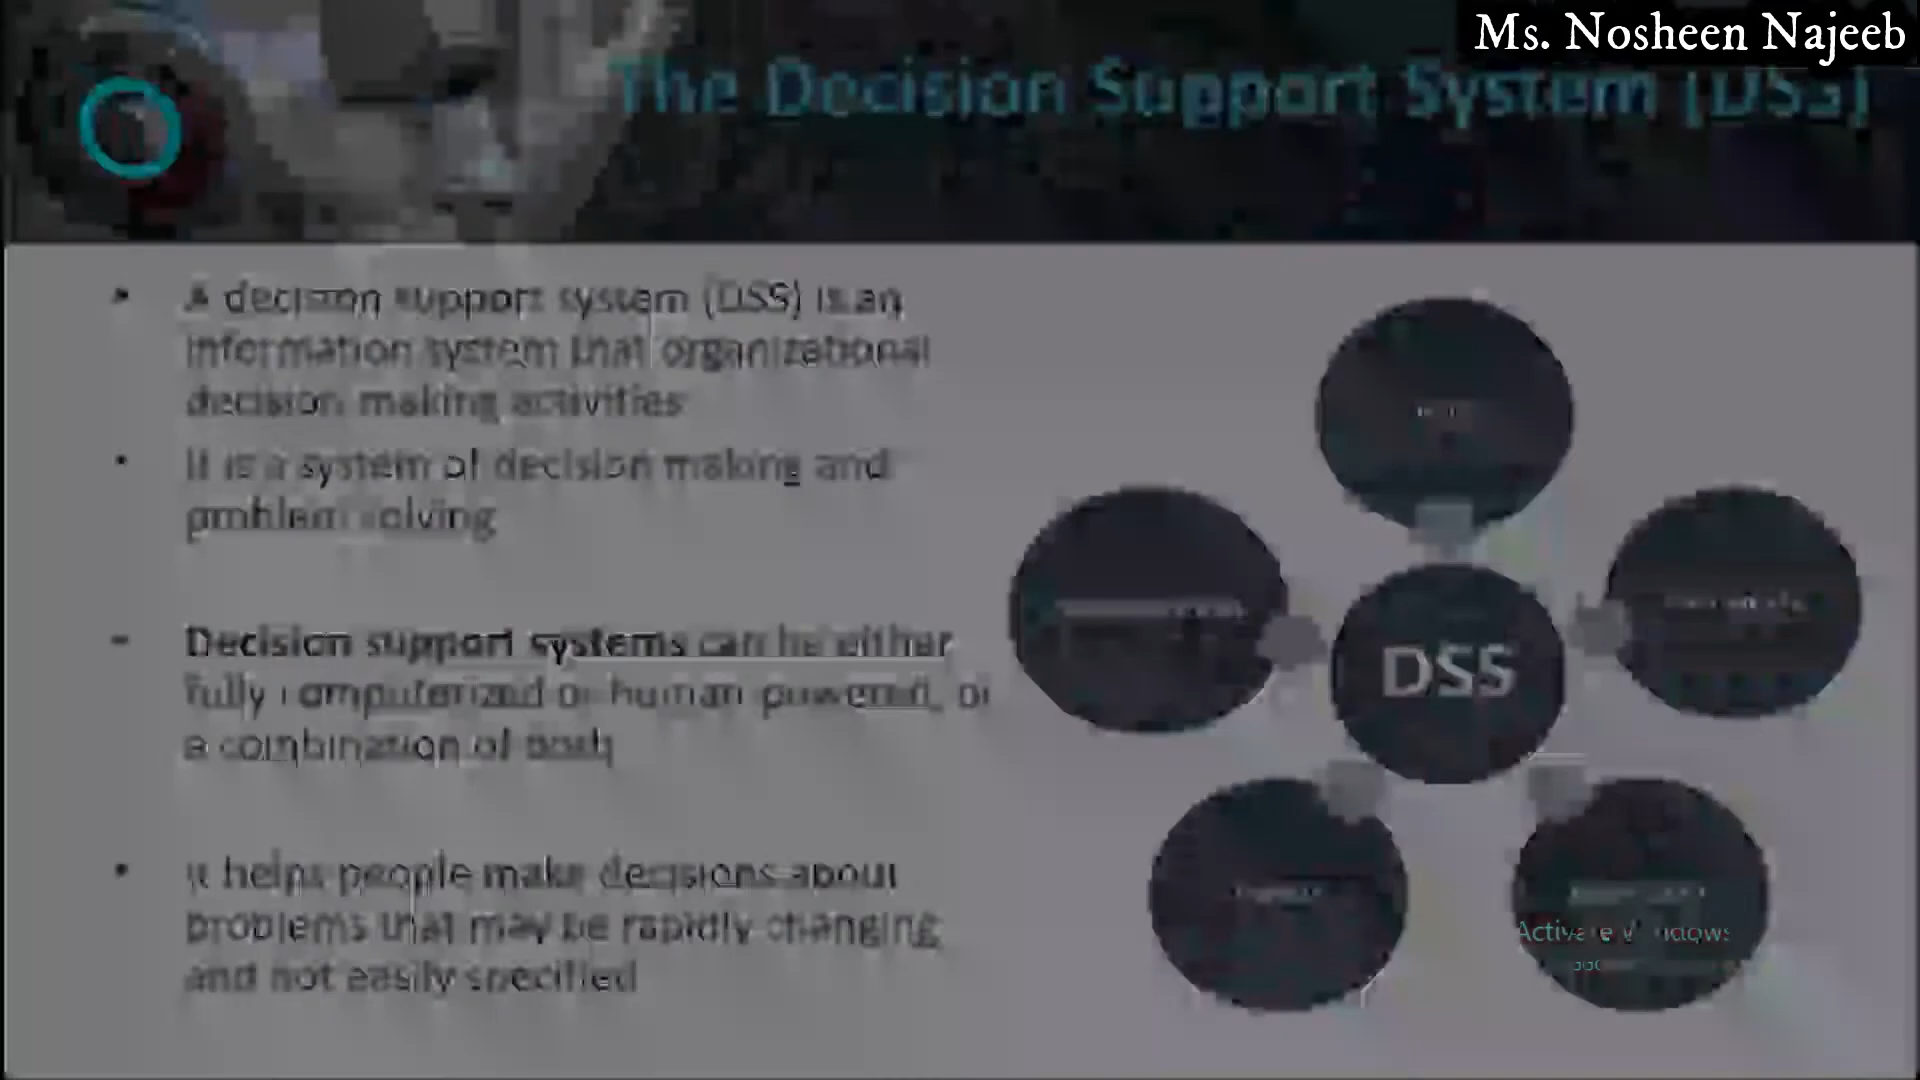 Ms. Nosheen Najeeb
The Decision Support System (DSS)
• A decision support system (DSS) is an
information system that organizational
decision making activities
• It is a system of decision making and
problem solving
- Decision support systems can be either
fully computerized or human powered, or
a combination of both
• It helps people make decisions about
problems that may be rapidly changing
and not easily specified
DSS
Activate Windows